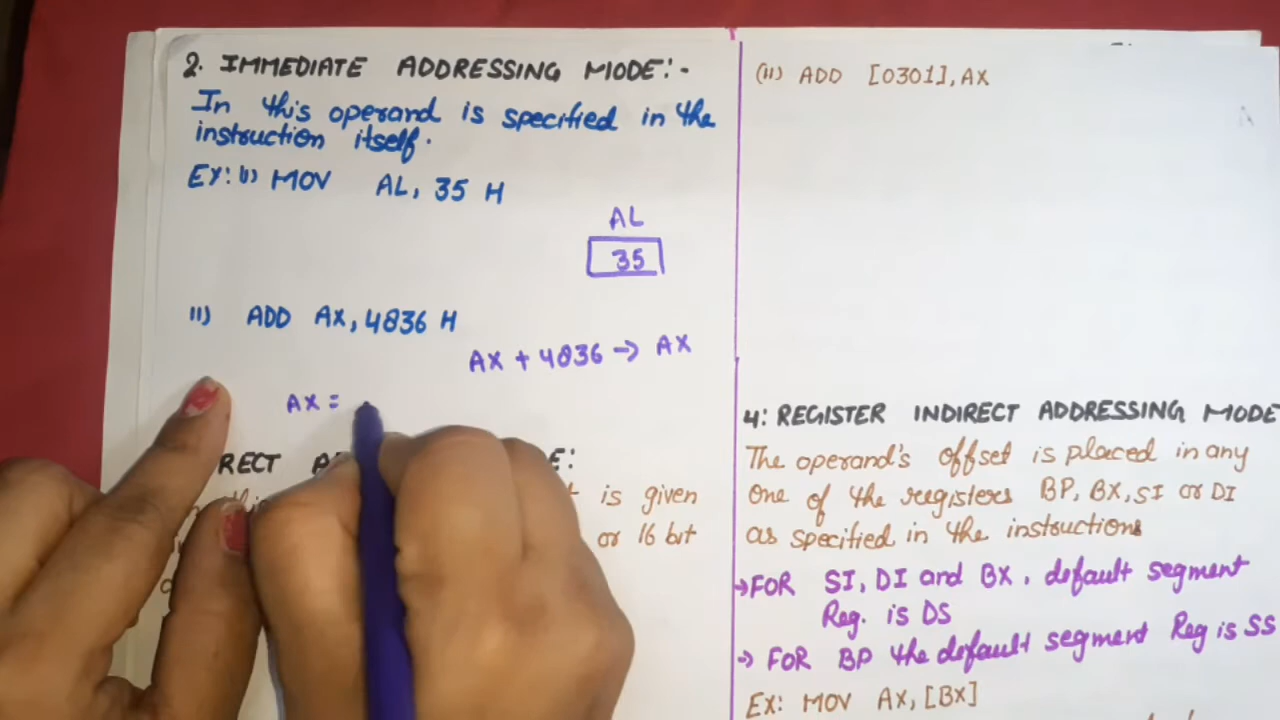 2. IMMEDIATE ADDRESSING MODE:-
In this operand is specified in the
instruction itself.
EX: i) MOV AL, 35 H
AL
35
11) ADD AX, 4836 H
AX + 4836 → AX
AX =
RECT E:
is given
or 16 bit
(11) ADD [0301], AX
4: REGISTER INDIRECT ADDRESSING MODE
The operand's offset is placed in any
One of the registers BP, BX, SI or DI
as specified in the instructions
→ FOR SI, DI and BX, default segment
Reg. is DS
→ FOR BP the default segment Reg is SS
EX: MOV AX, [BX]